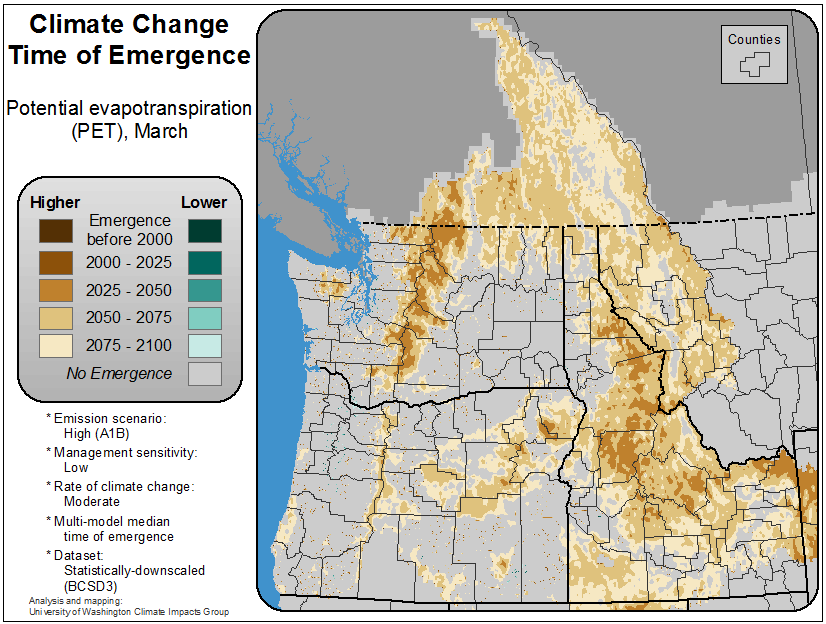 Climate Change
Time of Emergence
Potential evapotranspiration
(PET), March
Counties
Higher
Lower
Emergence
before 2000
2000 - 2025
2025 - 2050
2050 - 2075
2075 - 2100
No Emergence
* Emission scenario:
High (A1B)
* Management sensitivity:
Low
* Rate of climate change:
Moderate
* Multi-model median
time of emergence
* Dataset:
Statistically-downscaled
(BCSD3)
Analysis and mapping:
University of Washington Climate Impacts Group